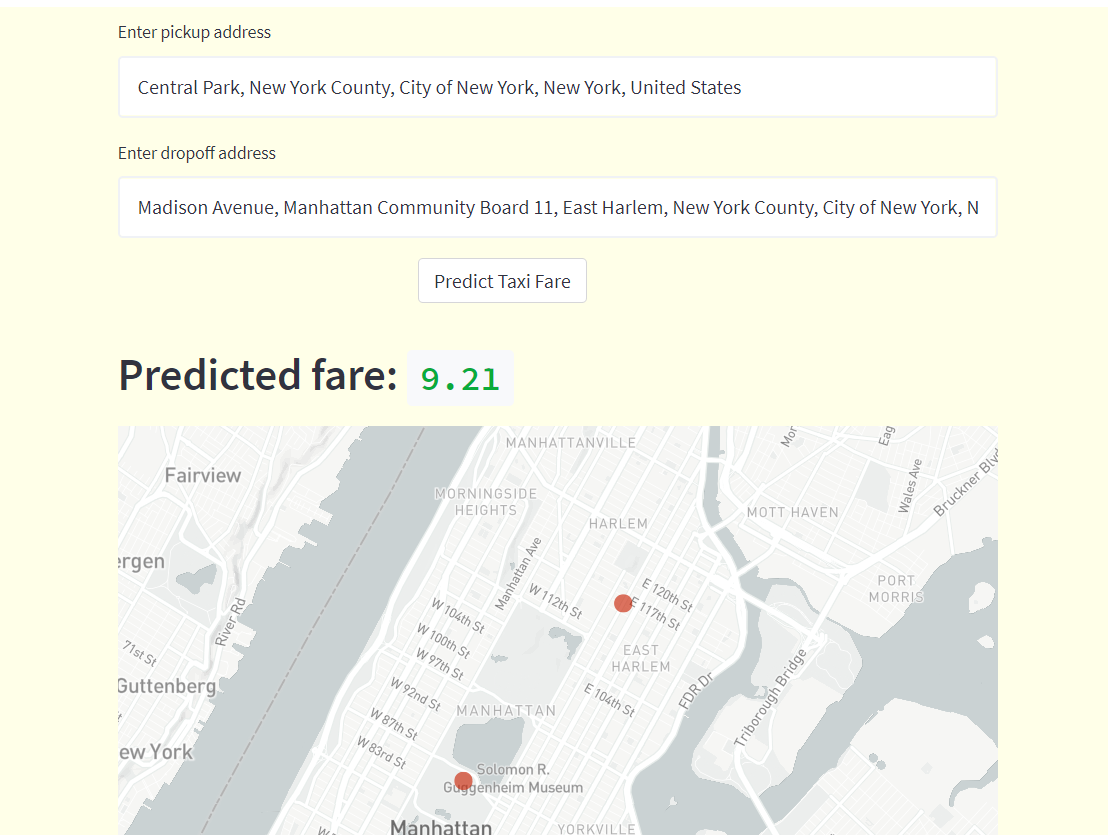 Enter pickup address
Central Park, New York County, City of New York, New York, United States
Enter dropoff address
Madison Avenue, Manhattan Community Board 11, East Harlem, New York County, City of New York, N
Predict Taxi Fare
Predicted fare: 9.21
MANHATTANVILLE
Mor
Eag
Fairview
Wales Ave
Bruckner Blvd
MORNINGSIDE
HEIGHTS
HARLEM
MOTT HAVEN
ergen
Manhattan Ave
PORT
MORRIS
E 120th St
W 112th St
E 117th St
W 104th St
River Rd
W 100th St
71st St
W 97th St
EAST
HARLEM
Guttenberg
W 92nd St
E 104th St
FDR Dr
Triborough Bridge
MANHATTAN
W 87th St
ew York
W 83rd St
Solomon R.
Guggenheim Museum
W
Manhattan
YORKVILLE